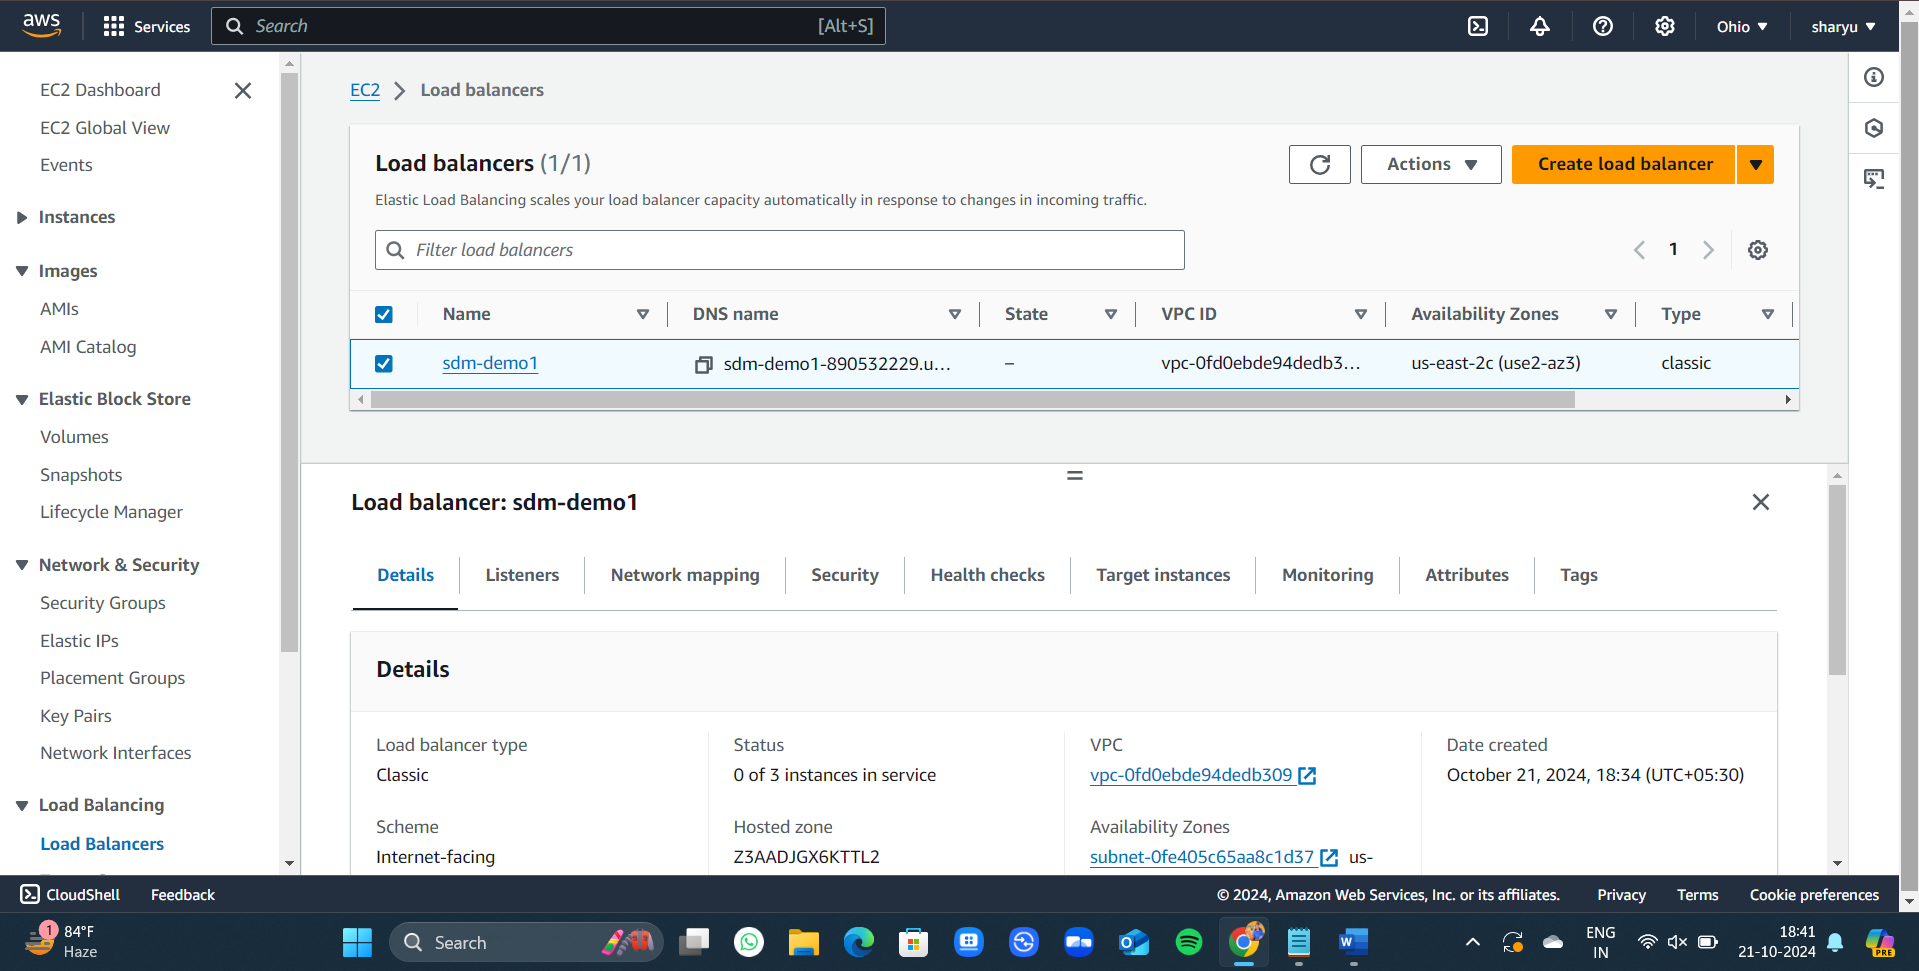 aws
Services
Search
[Alt+S]
Ohio
sharyu
EC2 Dashboard
EC2 Global View
Events
Instances
Images
AMIs
AMI Catalog
Elastic Block Store
Volumes
Snapshots
Lifecycle Manager
Network & Security
Security Groups
Elastic IPs
Placement Groups
Key Pairs
Network Interfaces
Load Balancing
Load Balancers
EC2 Load balancers
Load balancers (1/1)
Actions
Create load balancer
Elastic Load Balancing scales your load balancer capacity automatically in response to changes in incoming traffic.
Filter load balancers
1
Name DNS name State VPC ID Availability Zones Type
sdm-demo1 sdm-demo1-890532229.u... – vpc-0fd0ebde94dedb3... us-east-2c (use2-az3) classic
Load balancer: sdm-demo1
Details Listeners Network mapping Security Health checks Target instances Monitoring Attributes Tags
Details
Load balancer type
Classic
Status
0 of 3 instances in service
VPC
vpc-0fd0ebde94dedb309
Date created
October 21, 2024, 18:34 (UTC+05:30)
Scheme
Internet-facing
Hosted zone
Z3AADJGX6KTTL2
Availability Zones
subnet-0fe405c65aa8c1d37 us-
CloudShell Feedback
© 2024, Amazon Web Services, Inc. or its affiliates. Privacy Terms Cookie preferences
1
84°F
Haze
Search
ENG
IN
18:41
21-10-2024
PRE